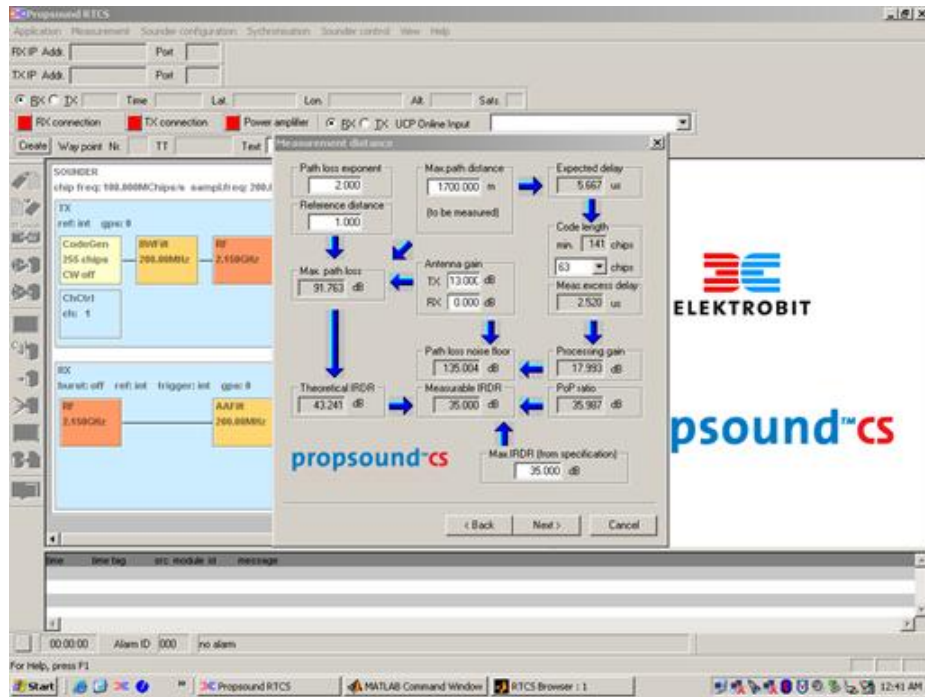 Propsound RTCS
Application Measurement Sounder configuration Sychronisation Sounder control View Help
RX IP Addr. Port
TX IP Addr. Port
RX TX Time Lat. Lon. Alt. Sats.
RX connection TX connection Power amplifier RX TX UCP Online Input
Create Way point Nr. TT Text
SOUNDER
chip freq: 100.000MChips/s sampl.freq: 200.
TX
ref: int gps: 0
CodeGen
255 chips
CW off
BWFilt
200.00MHz
RF
2.150GHz
ChCtrl
ch: 1
RX
burst: off ref: int trigger: int gps: 0
RF
2.150GHz
AAFilt
200.00MHz
Measurement distance
Path loss exponent
2.000
Reference distance
1.000
Max.path distance
1700.000 m
(to be measured)
Expected delay
5.667 us
Code length
min. 141 chips
63 chips
Max. path loss
91.763 dB
Antenna gain
TX 13.000 dB
RX 0.000 dB
Meas.excess delay
2.520 us
Path loss noise floor
135.004 dB
Processing gain
17.993 dB
Theoretical IRDR
43.241 dB
Measurable IRDR
35.000 dB
PoP ratio
35.987 dB
Max.IRDR (from specification)
35.000 dB
propsound™CS
< Back Next > Cancel
ELEKTROBIT
psound™CS
time time tag src module id message
00:00:00 Alarm ID 000 no alarm
For Help, press F1
Start Propsound RTCS MATLAB Command Window RTCS Browser : 1 12:41 AM